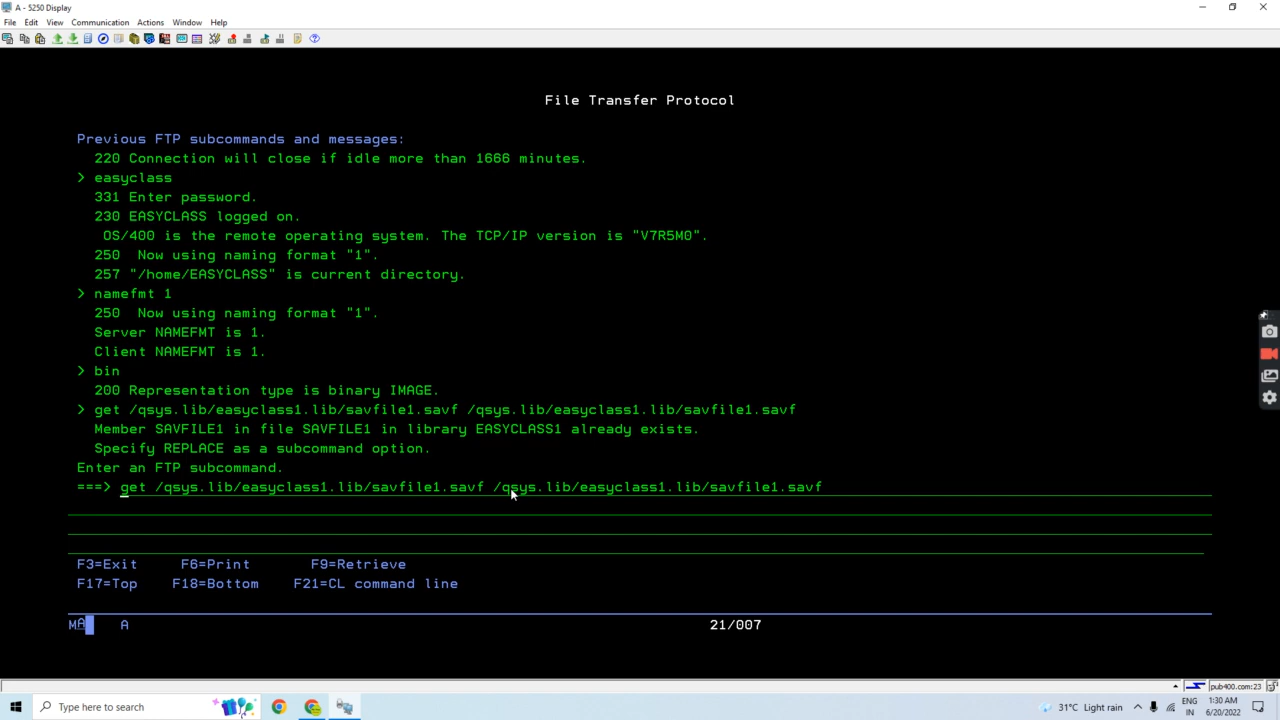 A - 5250 Display
File Edit View Communication Actions Window Help
File Transfer Protocol
Previous FTP subcommands and messages:
220 Connection will close if idle more than 1666 minutes.
> easyclass
331 Enter password.
230 EASYCLASS logged on.
OS/400 is the remote operating system. The TCP/IP version is "V7R5M0".
250 Now using naming format "1".
257 "/home/EASYCLASS" is current directory.
> namefmt 1
250 Now using naming format "1".
Server NAMEFMT is 1.
Client NAMEFMT is 1.
> bin
200 Representation type is binary IMAGE.
> get /qsys.lib/easyclass1.lib/savfile1.savf /qsys.lib/easyclass1.lib/savfile1.savf
Member SAVFILE1 in file SAVFILE1 in library EASYCLASS1 already exists.
Specify REPLACE as a subcommand option.
Enter an FTP subcommand.
===> get /qsys.lib/easyclass1.lib/savfile1.savf /qsys.lib/easyclass1.lib/savfile1.savf
F3=Exit F6=Print F9=Retrieve
F17=Top F18=Bottom F21=CL command line
MA A 21/007
pub400.com:23
Type here to search 31°C Light rain ENG IN 1:30 AM 6/20/2022